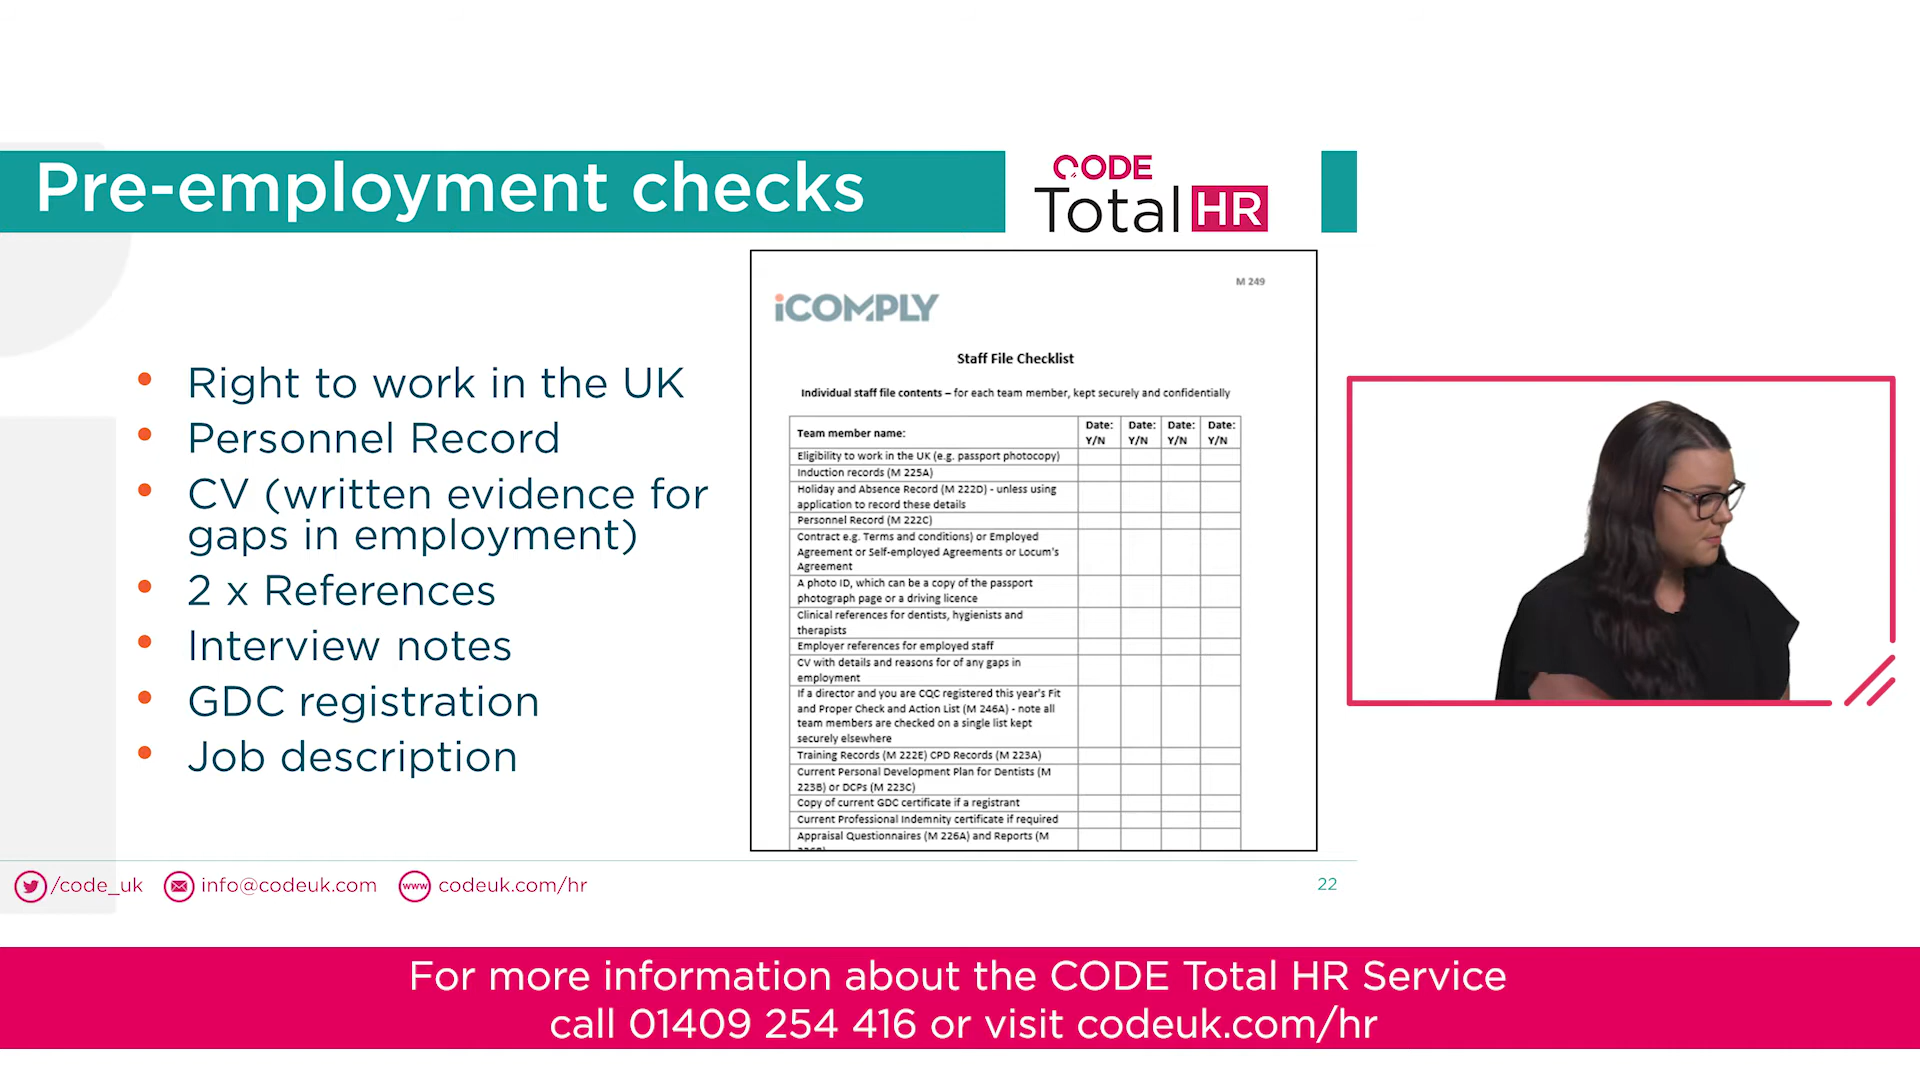 Pre-employment checks
CODE
Total HR
• Right to work in the UK
• Personnel Record
• CV (written evidence for
gaps in employment)
• 2 x References
• Interview notes
• GDC registration
• Job description
M 249
iCOMPLY
Staff File Checklist
Individual staff file contents – for each team member, kept securely and confidentially
Team member name:
Date: Date: Date: Date:
Y/N Y/N Y/N Y/N
Eligibility to work in the UK (e.g. passport photocopy)
Induction records (M 225A)
Holiday and Absence Record (M 222D) - unless using
application to record these details
Personnel Record (M 222C)
Contract e.g. Terms and conditions) or Employed
Agreement or Self-employed Agreements or Locum's
Agreement
A photo ID, which can be a copy of the passport
photograph page or a driving licence
Clinical references for dentists, hygienists and
therapists
Employer references for employed staff
CV with details and reasons for of any gaps in
employment
If a director and you are CQC registered this year's Fit
and Proper Check and Action List (M 246A) - note all
team members are checked on a single list kept
securely elsewhere
Training Records (M 222E) CPD Records (M 223A)
Current Personal Development Plan for Dentists (M
223B) or DCPs (M 223C)
Copy of current GDC certificate if a registrant
Current Professional Indemnity certificate if required
Appraisal Questionnaires (M 226A) and Reports (M
/code_uk info@codeuk.com www codeuk.com/hr
22
For more information about the CODE Total HR Service
call 01409 254 416 or visit codeuk.com/hr